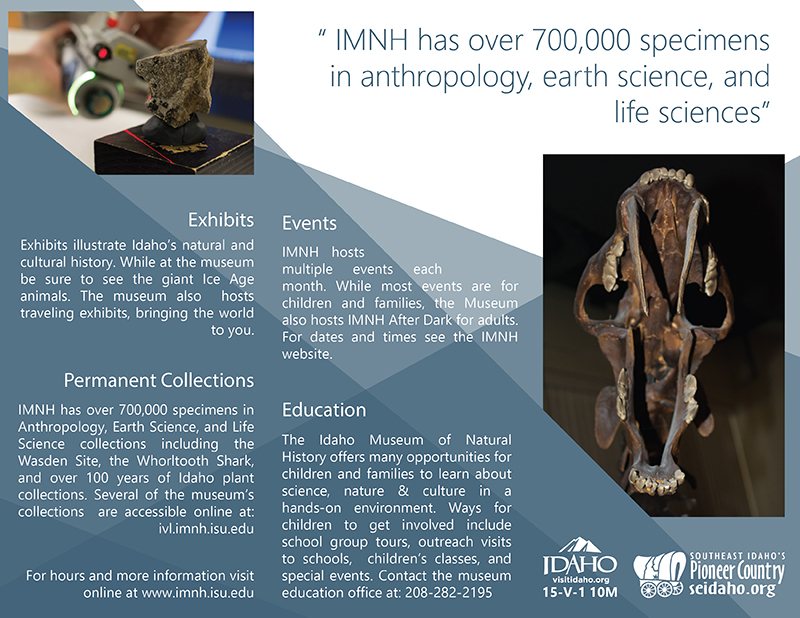 “ IMNH has over 700,000 specimens
in anthropology, earth science, and
life sciences”
Exhibits
Exhibits illustrate Idaho’s natural and
cultural history. While at the museum
be sure to see the giant Ice Age
animals. The museum also hosts
traveling exhibits, bringing the world
to you.
Permanent Collections
IMNH has over 700,000 specimens in
Anthropology, Earth Science, and Life
Science collections including the
Wasden Site, the Whorltooth Shark,
and over 100 years of Idaho plant
collections. Several of the museum’s
collections are accessible online at:
ivl.imnh.isu.edu
For hours and more information visit
online at www.imnh.isu.edu
Events
IMNH hosts
multiple events each
month. While most events are for
children and families, the Museum
also hosts IMNH After Dark for adults.
For dates and times see the IMNH
website.
Education
The Idaho Museum of Natural
History offers many opportunities for
children and families to learn about
science, nature & culture in a
hands-on environment. Ways for
children to get involved include
school group tours, outreach visits
to schools, children’s classes, and
special events. Contact the museum
education office at: 208-282-2195
IDAHO
visitidaho.org
15-V-1 10M
SOUTHEAST IDAHO’S
Pioneer Country
seidaho.org